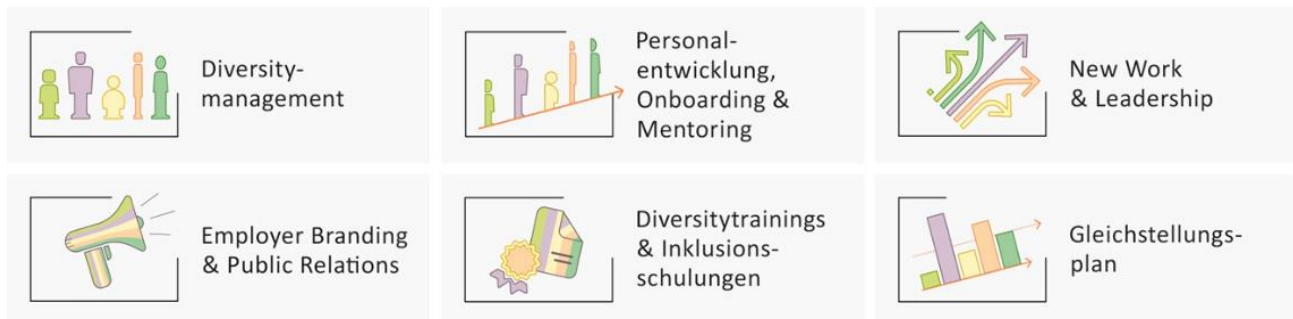 Diversity-
management
Personal-
entwicklung,
Onboarding &
Mentoring
New Work
& Leadership
Employer Branding
& Public Relations
Diversitytrainings
& Inklusions-
schulungen
Gleichstellungs-
plan